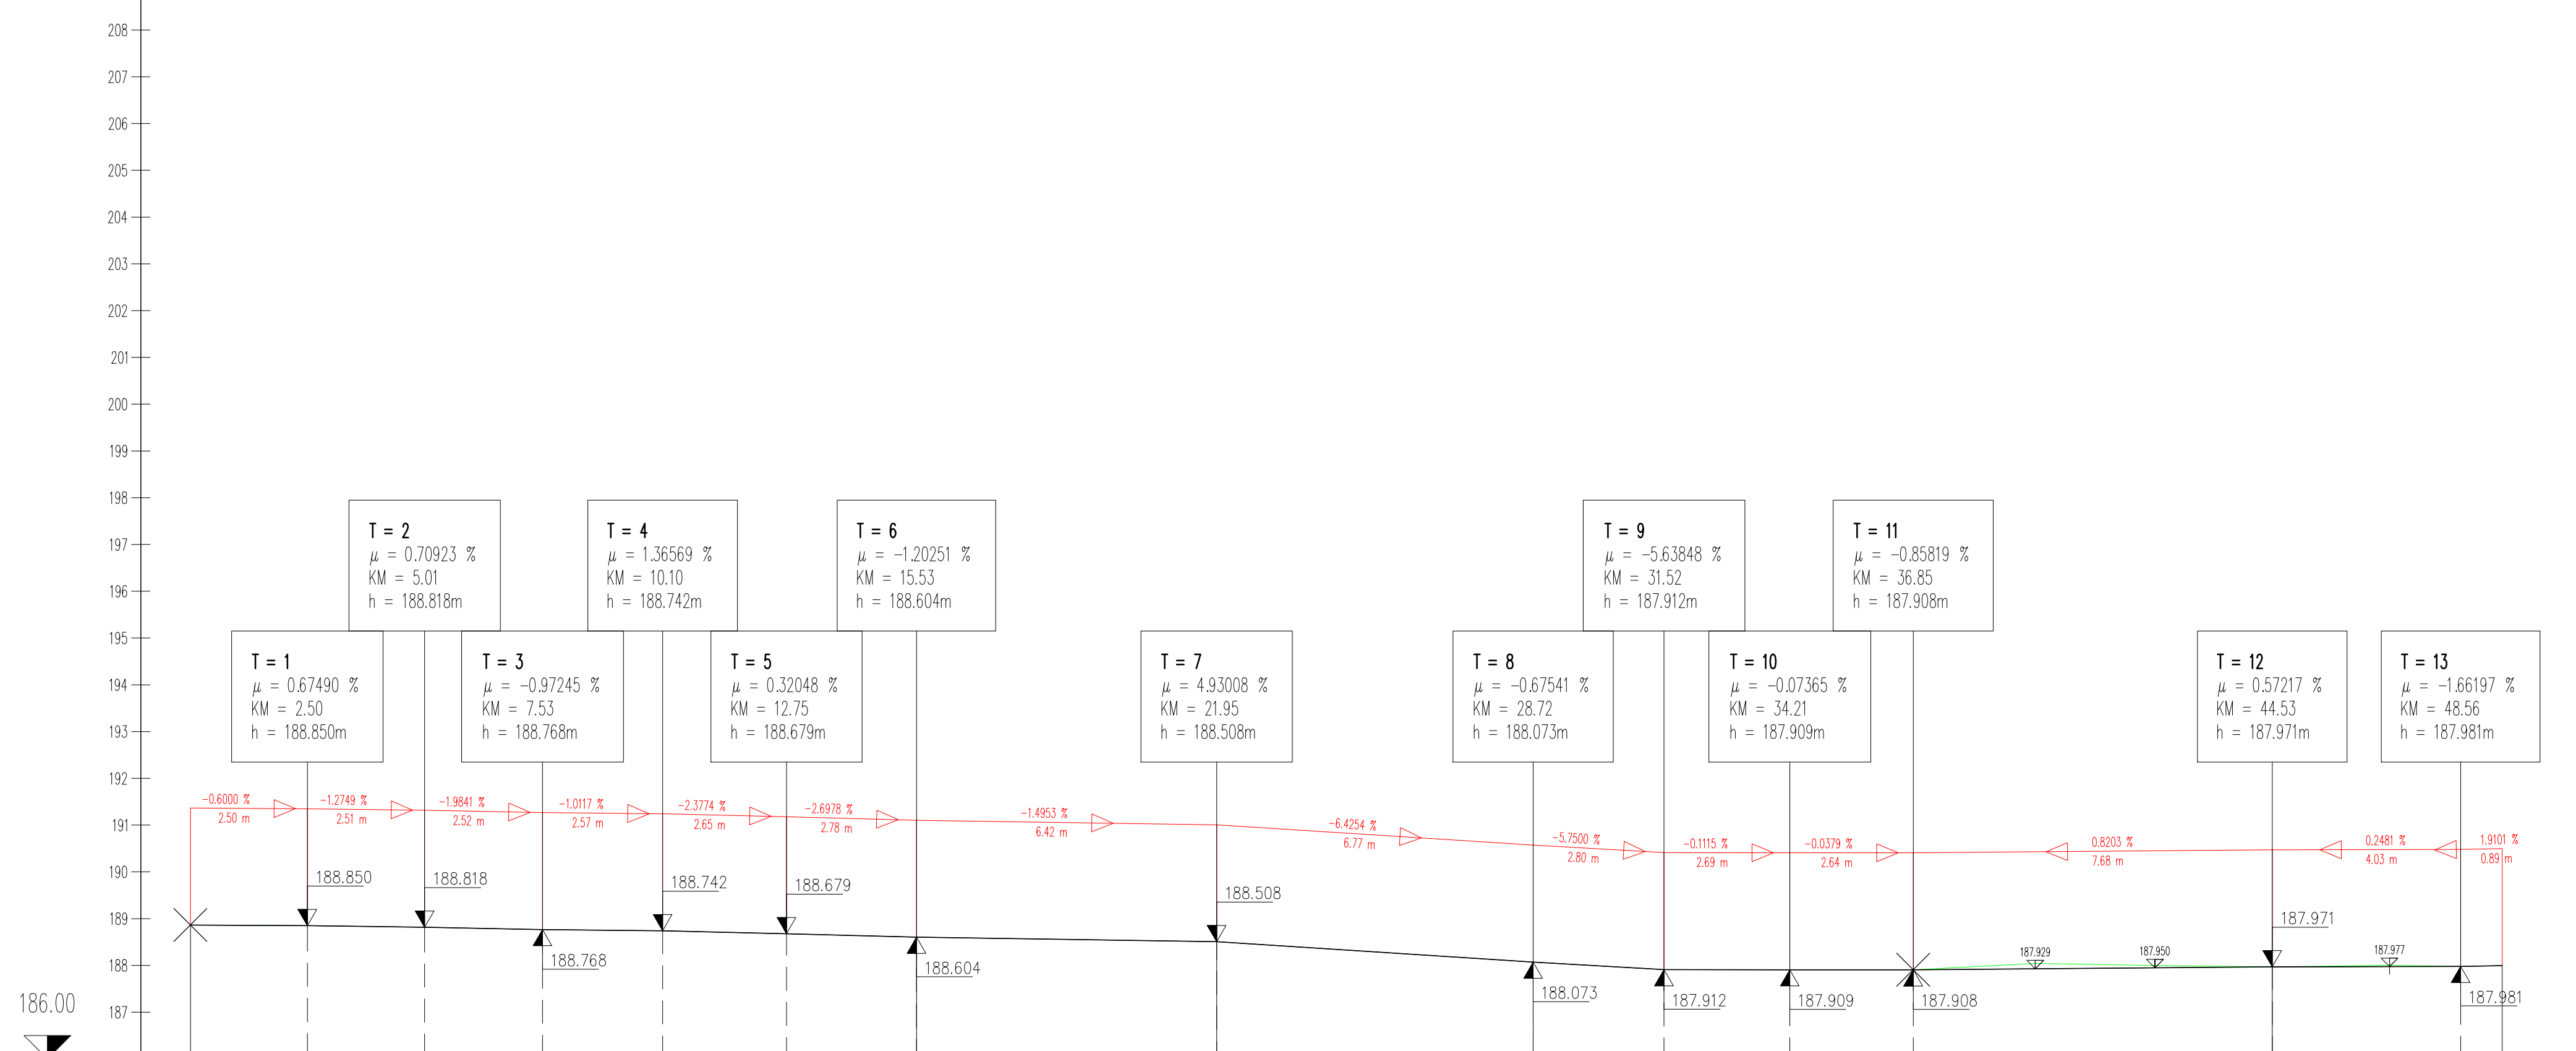 208
207
206
205
204
203
202
201
200
199
198
197
196
195
194
193
192
191
190
189
188
187
186.00
T = 2
μ = 0.70923 %
KM = 5.01
h = 188.818m
T = 4
μ = 1.36569 %
KM = 10.10
h = 188.742m
T = 6
μ = -1.20251 %
KM = 15.53
h = 188.604m
T = 9
μ = -5.63848 %
KM = 31.52
h = 187.912m
T = 11
μ = -0.85819 %
KM = 36.85
h = 187.908m
T = 1
μ = 0.67490 %
KM = 2.50
h = 188.850m
T = 3
μ = -0.97245 %
KM = 7.53
h = 188.768m
T = 5
μ = 0.32048 %
KM = 12.75
h = 188.679m
T = 7
μ = 4.93008 %
KM = 21.95
h = 188.508m
T = 8
μ = -0.67541 %
KM = 28.72
h = 188.073m
T = 10
μ = -0.07365 %
KM = 34.21
h = 187.909m
T = 12
μ = 0.57217 %
KM = 44.53
h = 187.971m
T = 13
μ = -1.66197 %
KM = 48.56
h = 187.981m
-0.6000 %
2.50 m
-1.2749 %
2.51 m
-1.9841 %
2.52 m
-1.0117 %
2.57 m
-2.3774 %
2.65 m
-2.6978 %
2.78 m
-1.4953 %
6.42 m
-6.4254 %
6.77 m
-5.7500 %
2.80 m
-0.1115 %
2.69 m
-0.0379 %
2.64 m
0.8203 %
7.68 m
0.2481 %
4.03 m
1.9101 %
0.89 m
188.850
188.818
188.768
188.742
188.679
188.604
188.508
188.073
187.912
187.909
187.908
187.929
187.950
187.971
187.977
187.981